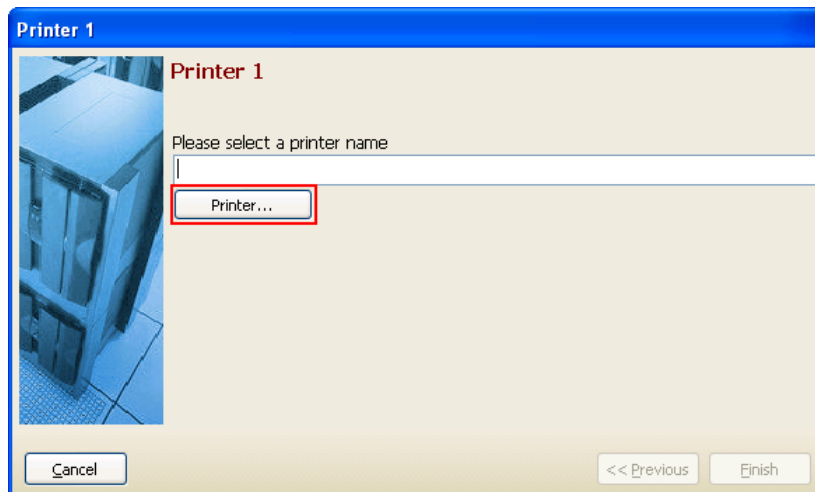 Printer 1
Printer 1
Please select a printer name
Printer...
Cancel
<< Previous
Finish